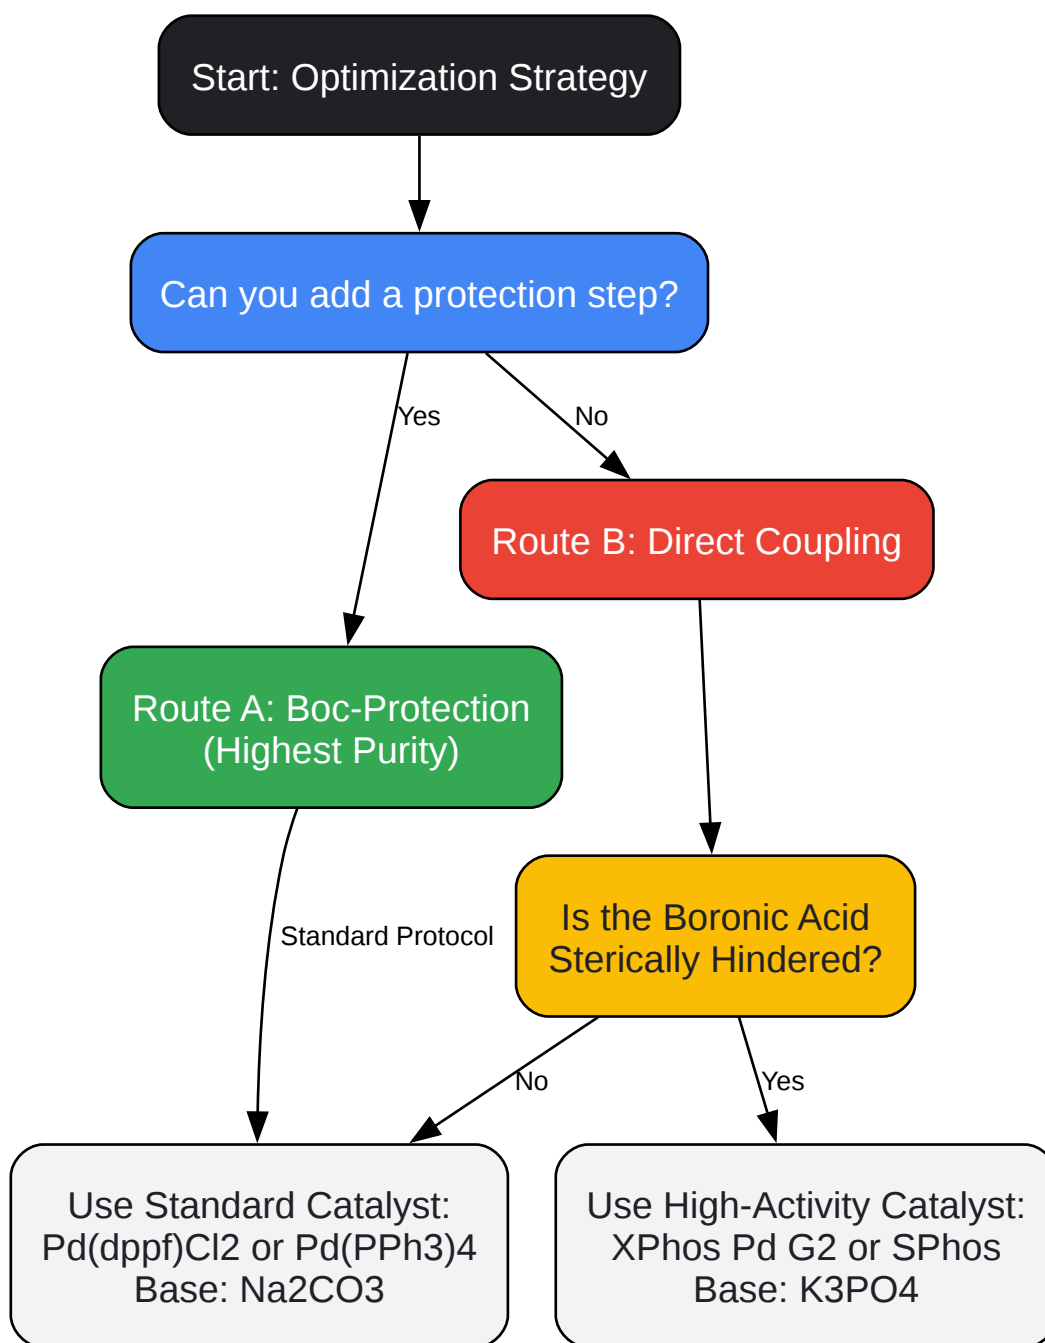 Start: Optimization Strategy
Can you add a protection step?
Yes
No
Route B: Direct Coupling
Route A: Boc-Protection
(Highest Purity)
Is the Boronic Acid
Sterically Hindered?
Standard Protocol
No
Yes
Use Standard Catalyst:
Pd(dppf)Cl2 or Pd(PPh3)4
Base: Na2CO3
Use High-Activity Catalyst:
XPhos Pd G2 or SPhos
Base: K3PO4